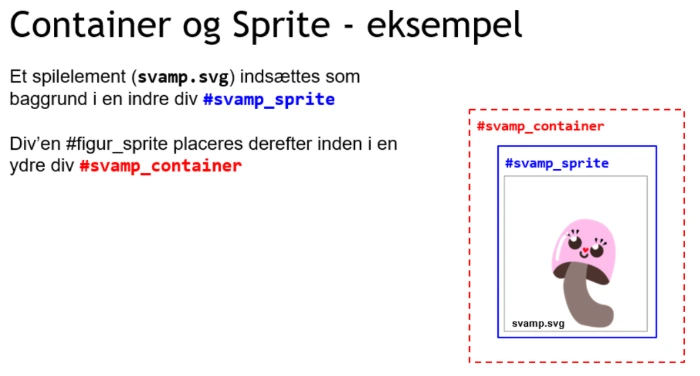 Container og Sprite - eksempel
Et spilelement (svamp.svg) indsættes som
baggrund i en indre div #svamp_sprite
Div’en #figur_sprite placeres derefter inden i en
ydre div #svamp_container
#svamp_container
#svamp_sprite
svamp.svg